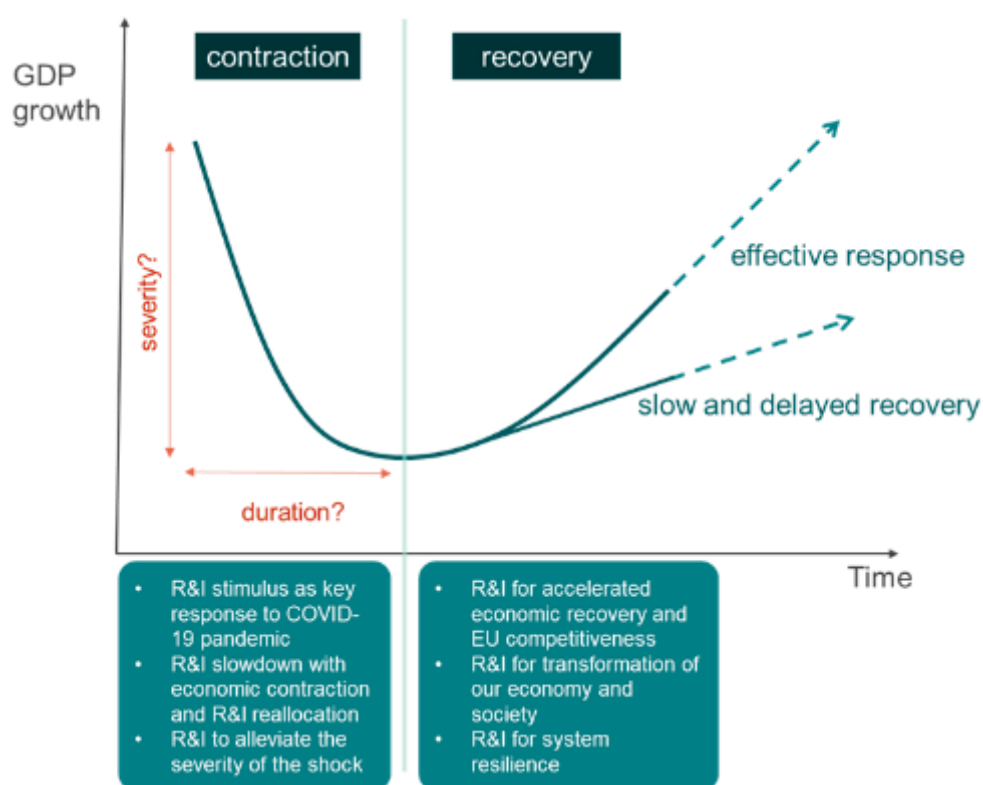 contraction
recovery
GDP
growth
severity?
effective response
slow and delayed recovery
duration?
Time
• R&I stimulus as key
response to COVID-
19 pandemic
• R&I slowdown with
economic contraction
and R&I reallocation
• R&I to alleviate the
severity of the shock
• R&I for accelerated
economic recovery and
EU competitiveness
• R&I for transformation of
our economy and
society
• R&I for system
resilience